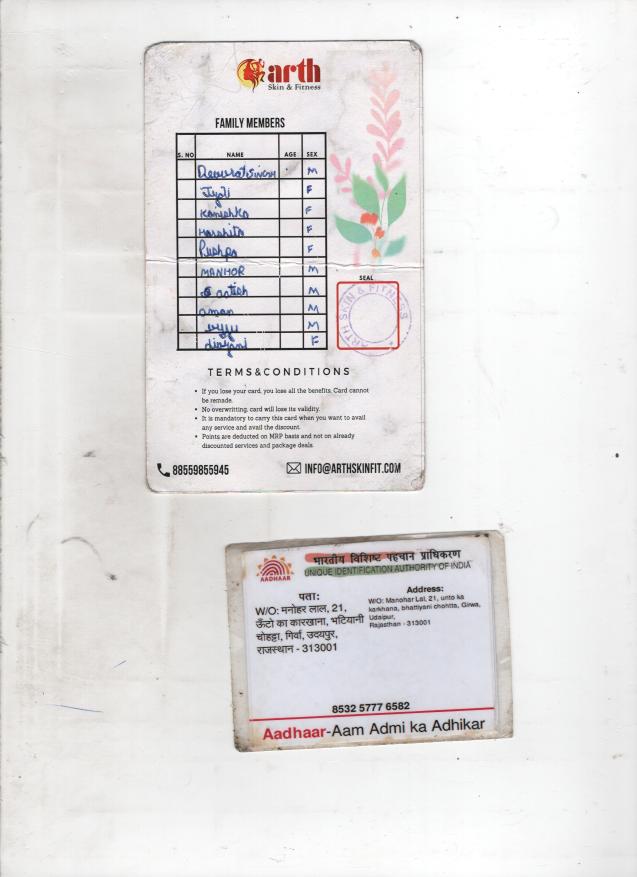 arth
Skin & Fitness
FAMILY MEMBERS
S. NO NAME AGE SEX
M
Jyoti F
Kanishka F
Harshita F
Pushpa F
MANHOR M
M
aman M
M
F
SEAL
ARTH SKIN & FITNESS
TERMS&CONDITIONS
• If you lose your card, you lose all the benefits. Card cannot
be remade.
• No overwritting, card will lose its validity.
• It is mandatory to carry this card when you want to avail
any service and avail the discount.
• Points are deducted on MRP basis and not on already
discounted services and package deals.
88559855945 INFO@ARTHSKINFIT.COM
भारतीय विशिष्ट पहचान प्राधिकरण
UNIQUE IDENTIFICATION AUTHORITY OF INDIA
AADHAAR
पता:
W/O: मनोहर लाल, 21,
ऊँटो का कारखाना, भटियानी
चोहट्टा, गिर्वा, उदयपुर,
राजस्थान - 313001
Address:
W/O: Manohar Lal, 21, unto ka
karkhana, bhattiyani chohtta, Girwa,
Udaipur,
Rajasthan - 313001
8532 5777 6582
Aadhaar-Aam Admi ka Adhikar